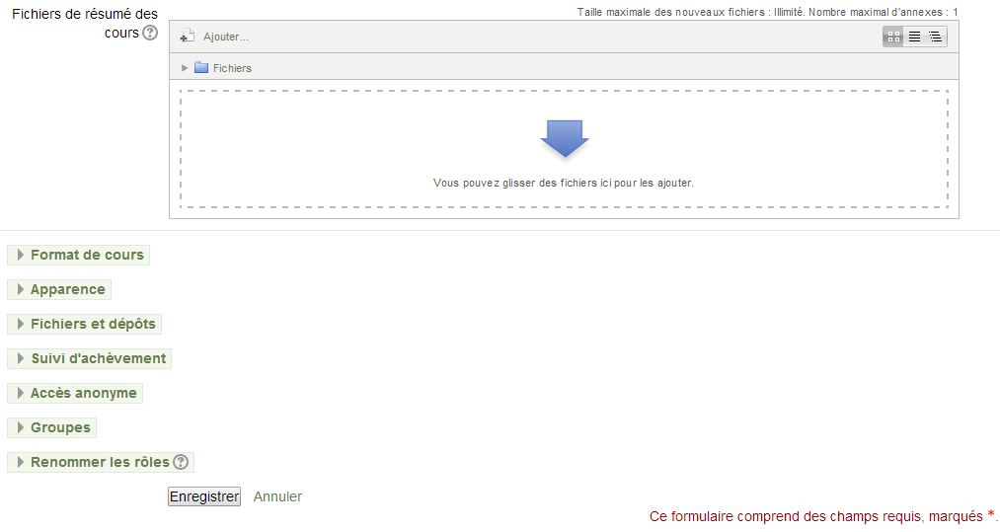 Fichiers de résumé des
cours
Taille maximale des nouveaux fichiers : Illimité. Nombre maximal d'annexes : 1
Ajouter...
Fichiers
Vous pouvez glisser des fichiers ici pour les ajouter.
Format de cours
Apparence
Fichiers et dépôts
Suivi d'achèvement
Accès anonyme
Groupes
Renommer les rôles
Enregistrer Annuler
Ce formulaire comprend des champs requis, marqués *.